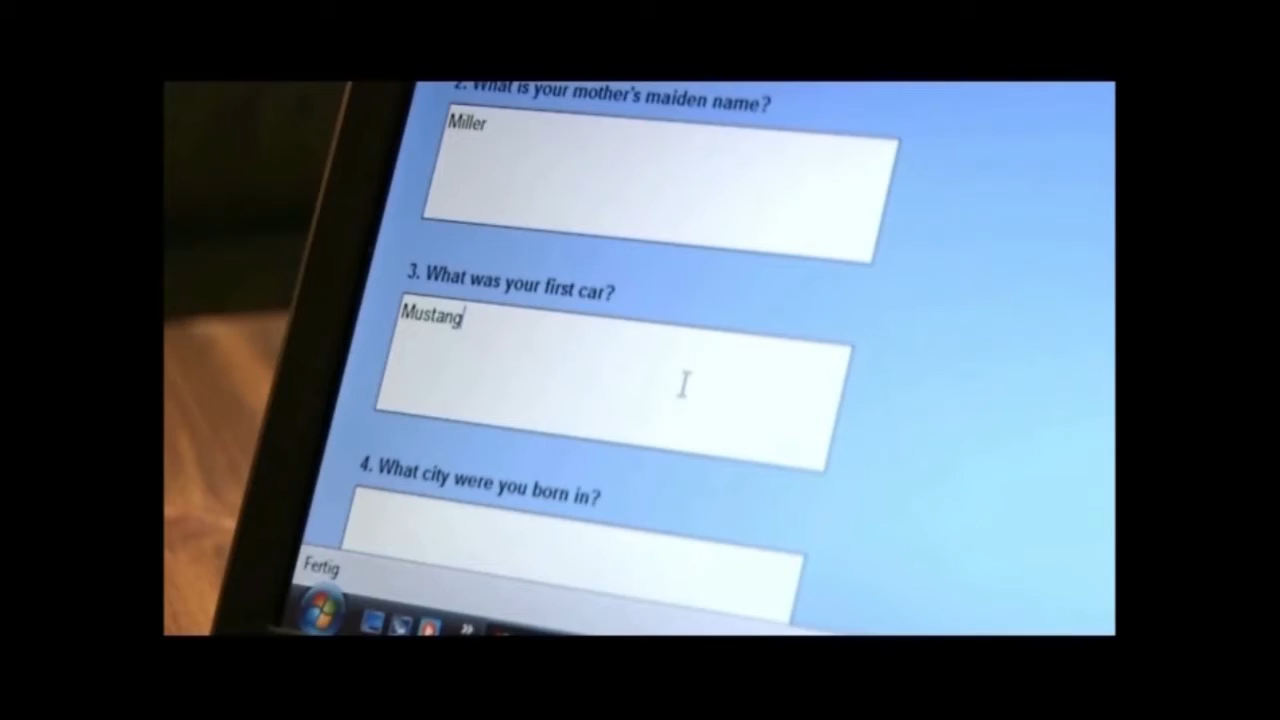 2. What is your mother's maiden name?
Miller
3. What was your first car?
Mustang
4. What city were you born in?
Fertig
»